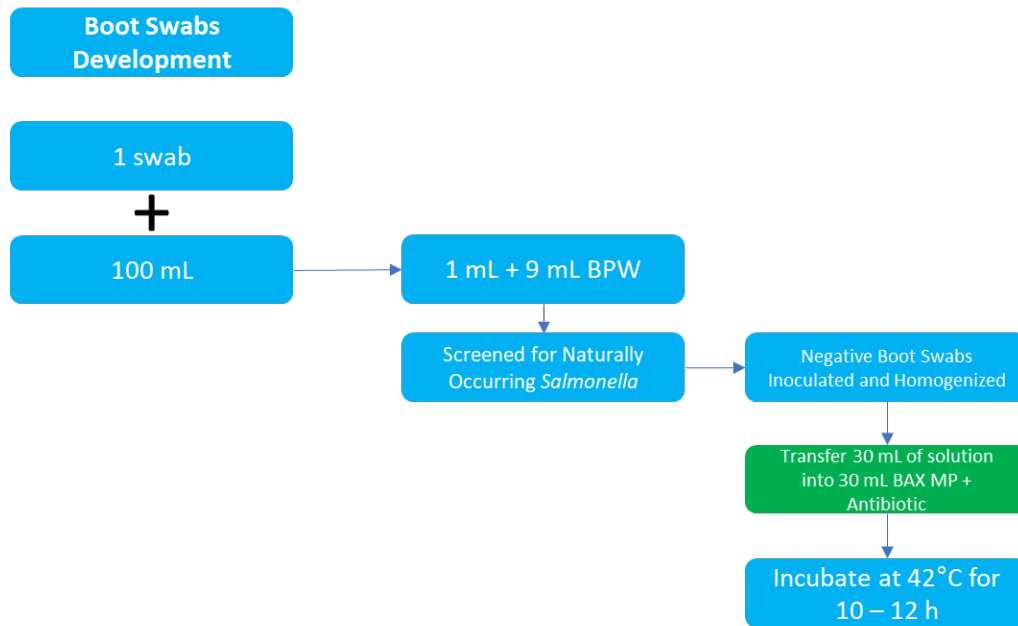 Boot Swabs
Development
1 swab
+
100 mL
1 mL + 9 mL BPW
Screened for Naturally
Occurring Salmonella
Negative Boot Swabs
Inoculated and Homogenized
Transfer 30 mL of solution
into 30 mL BAX MP +
Antibiotic
Incubate at 42°C for
10 – 12 h